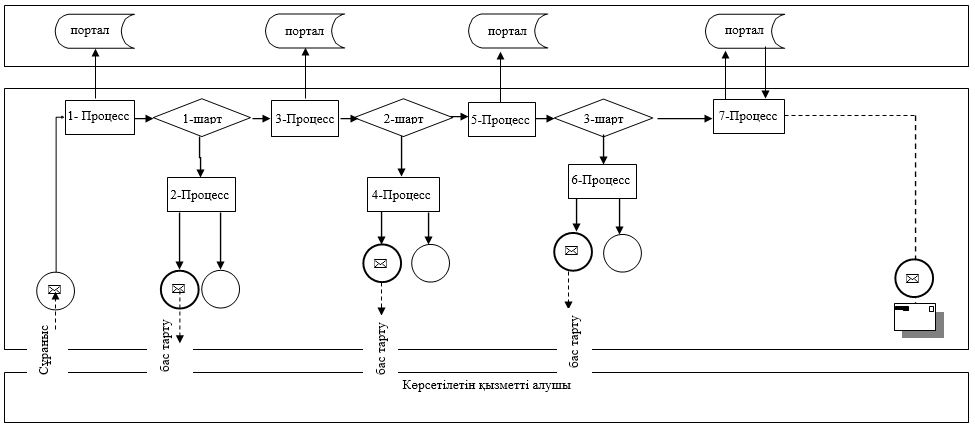 портал
портал
портал
портал
1- Процесс
1-шарт
3-Процесс
2-шарт
5-Процесс
3-шарт
7-Процесс
2-Процесс
4-Процесс
6-Процесс
Сұраныс
бас тарту
бас тарту
бас тарту
Көрсетілетін қызметті алушы